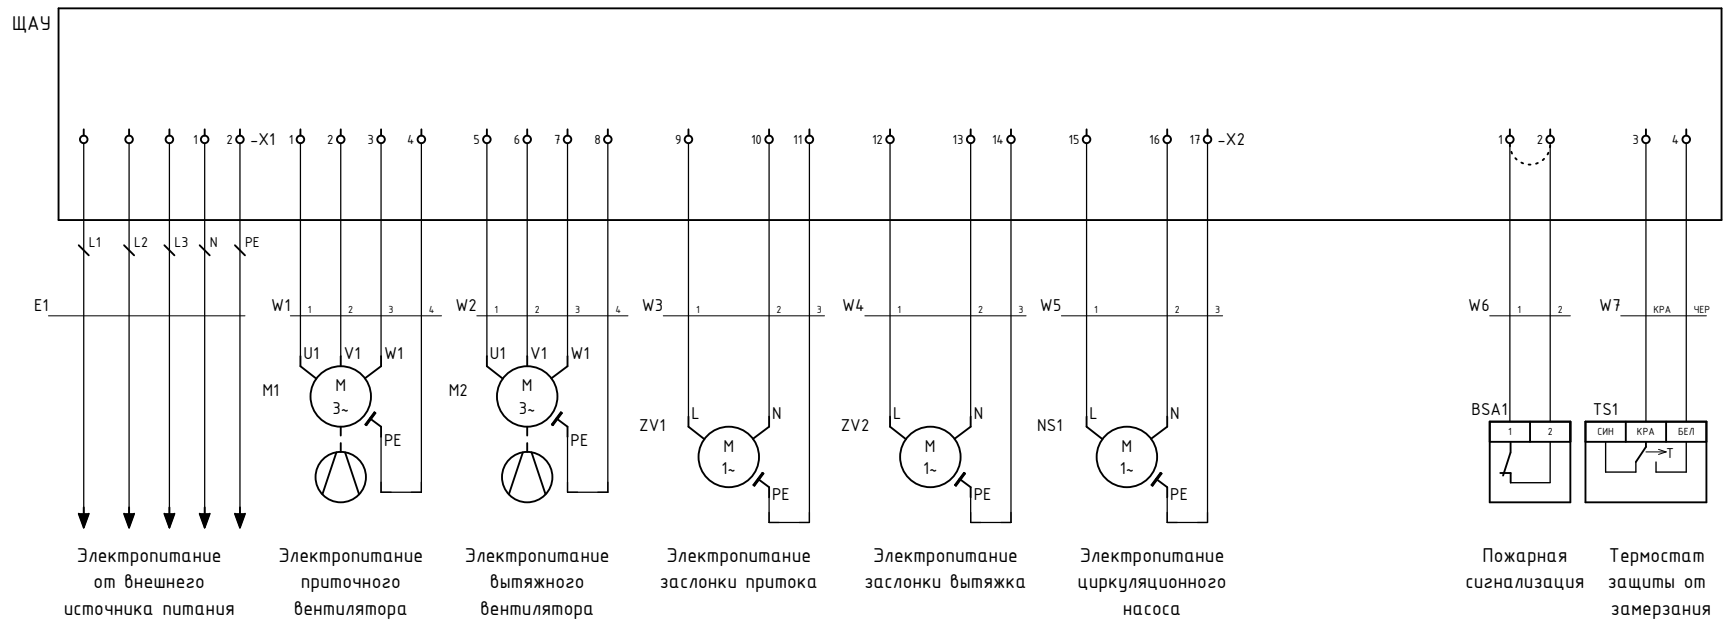 ЩАУ
1 2 -X1 1 2 3 4 5 6 7 8 9 10 11 12 13 14 15 16 17 -X2 1 2 3 4
L1 L2 L3 N PE
E1 W1 1 2 3 4 W2 1 2 3 4 W3 1 2 3 W4 1 2 3 W5 1 2 3 W6 1 2 W7 КРА ЧЕР
U1 V1 W1 U1 V1 W1
M1 M 3~ M2 M 3~
L N L N L N BSA1 TS1
PE PE ZV1 M 1~ ZV2 M 1~ NS1 M 1~ 1 2 СИН КРА БЕЛ
T
PE PE PE
Электропитание
от внешнего
источника питания
Электропитание
приточного
вентилятора
Электропитание
вытяжного
вентилятора
Электропитание
заслонки притока
Электропитание
заслонки вытяжка
Электропитание
циркуляционного
насоса
Пожарная
сигнализация
Термостат
защиты от
замерзания